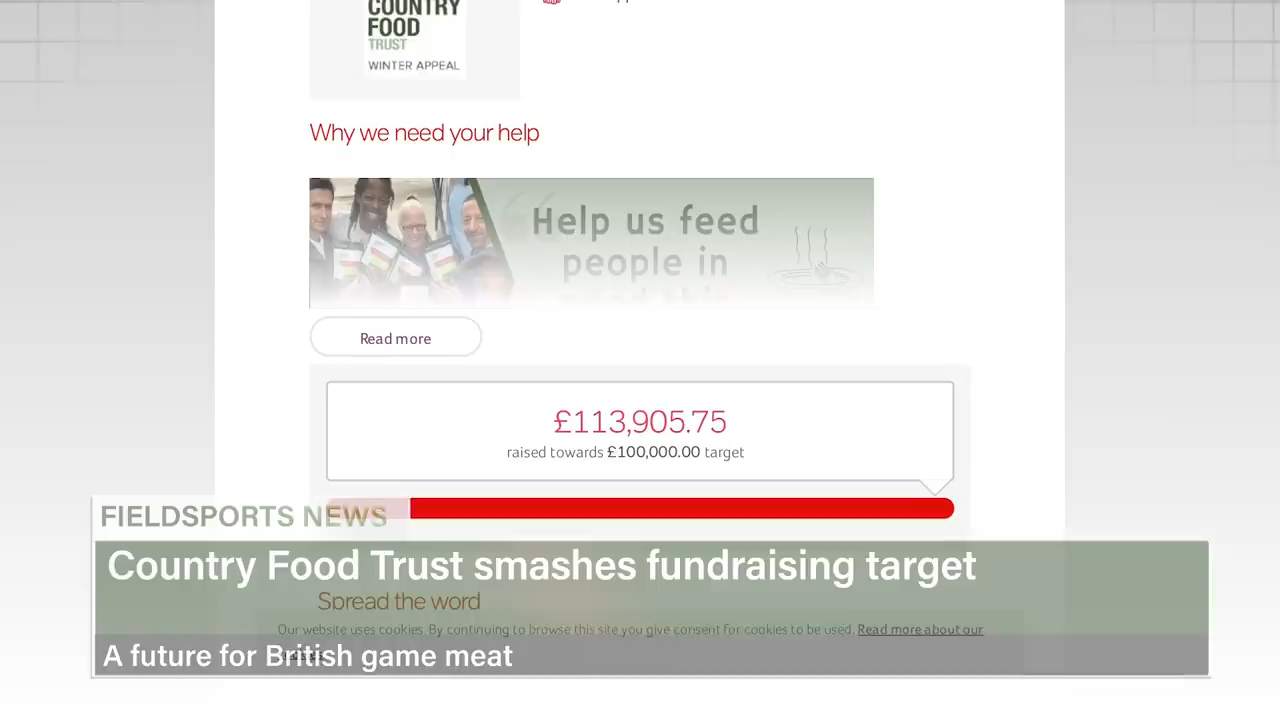 COUNTRY
FOOD
TRUST
WINTER APPEAL
Why we need your help
Help us feed
people in
Read more
£113,905.75
raised towards £100,000.00 target
FIELDSPORTS NEWS
Country Food Trust smashes fundraising target
Spread the word
Our website uses cookies. By continuing to browse this site you give consent for cookies to be used. Read more about our
A future for British game meat